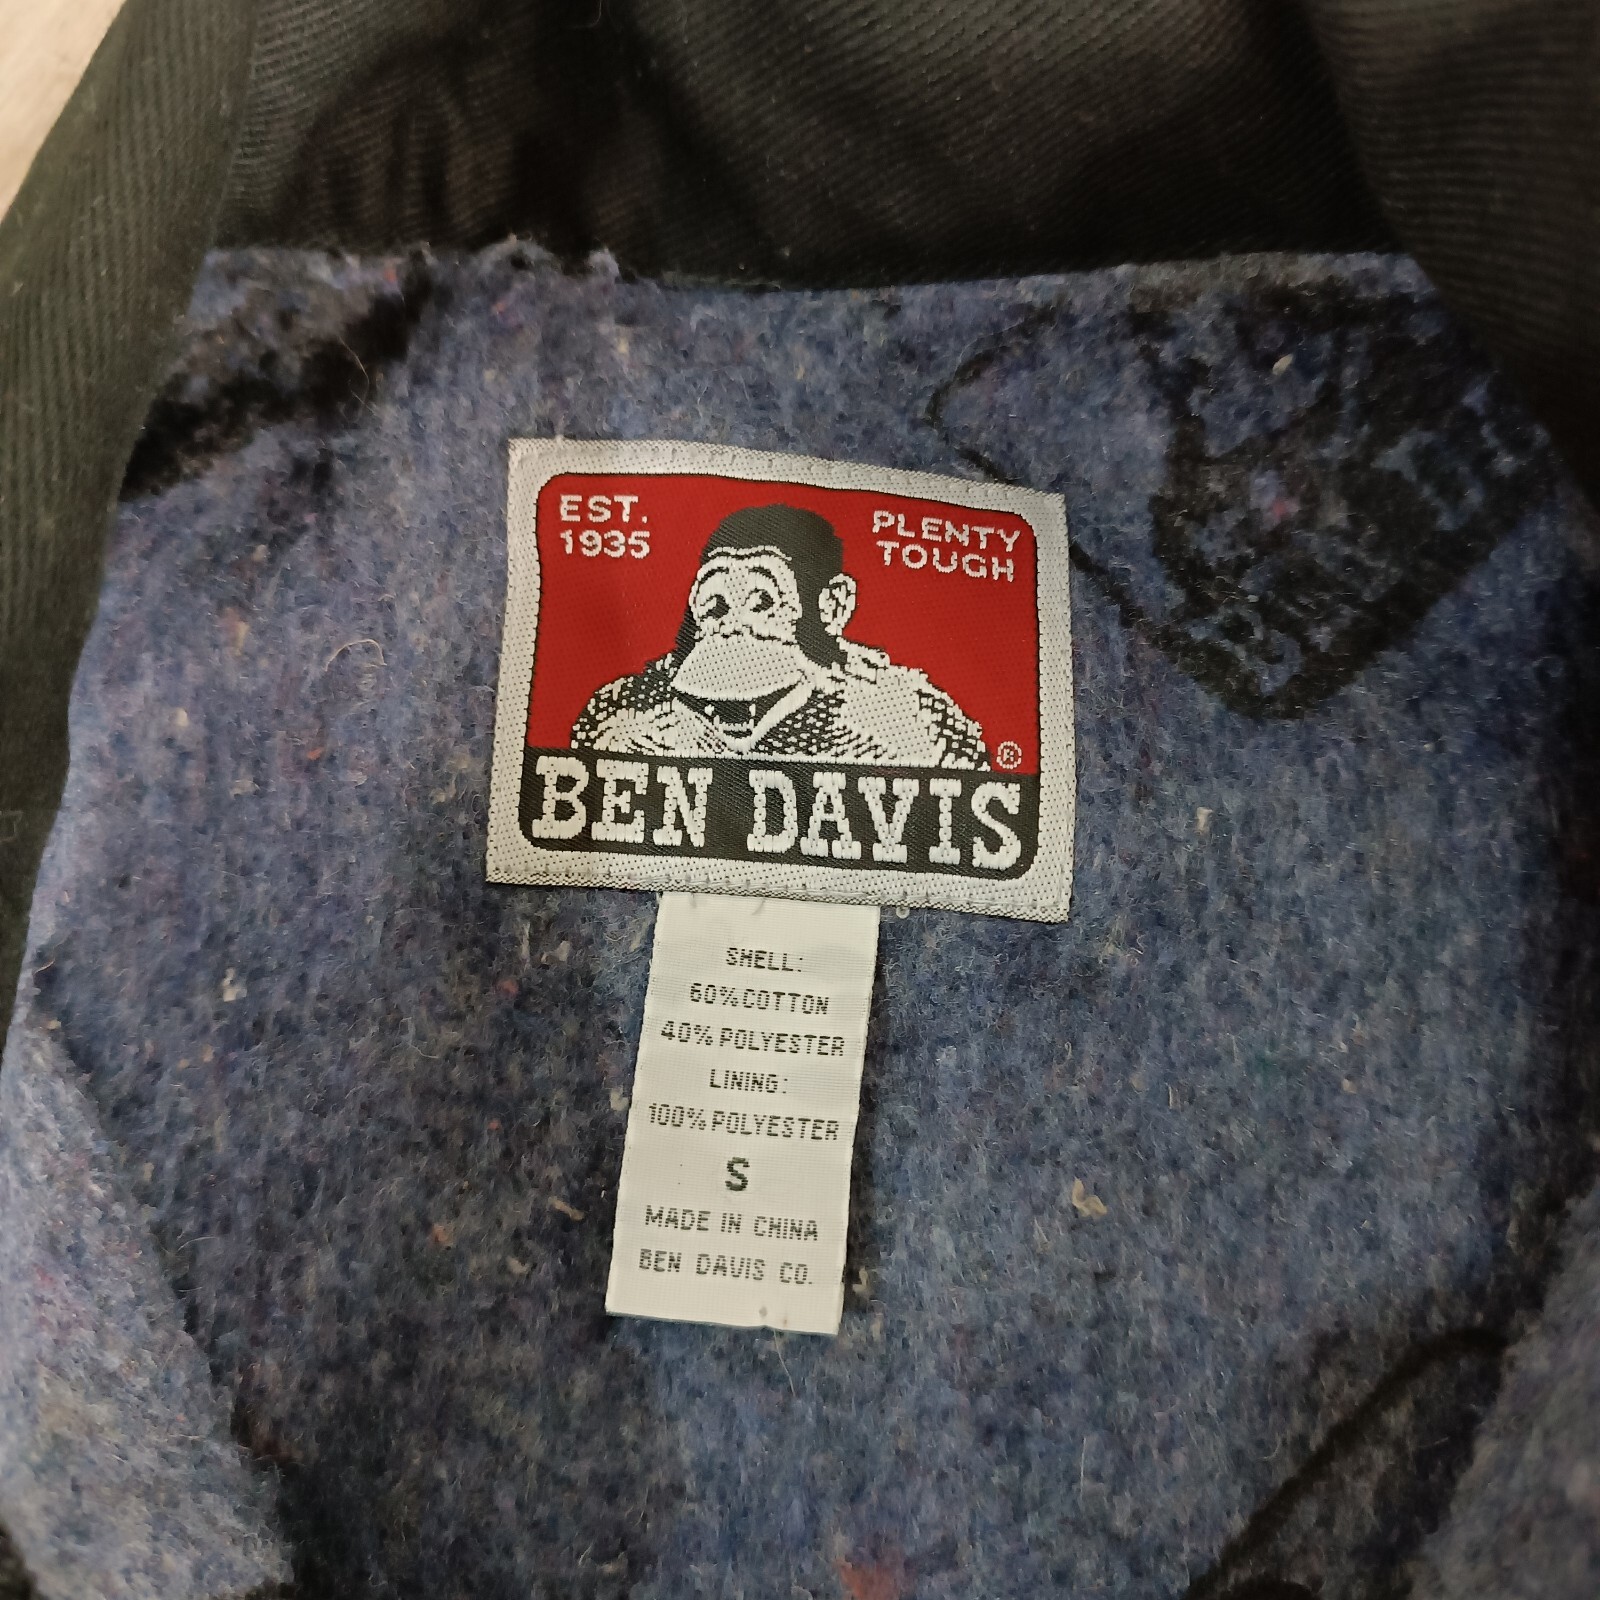 EST.
1935
PLENTY
TOUGH
®
BEN DAVIS
SHELL:
60%COTTON
40% POLYESTER
LINING:
100% POLYESTER
S
MADE IN CHINA
BEN DAVIS CO.